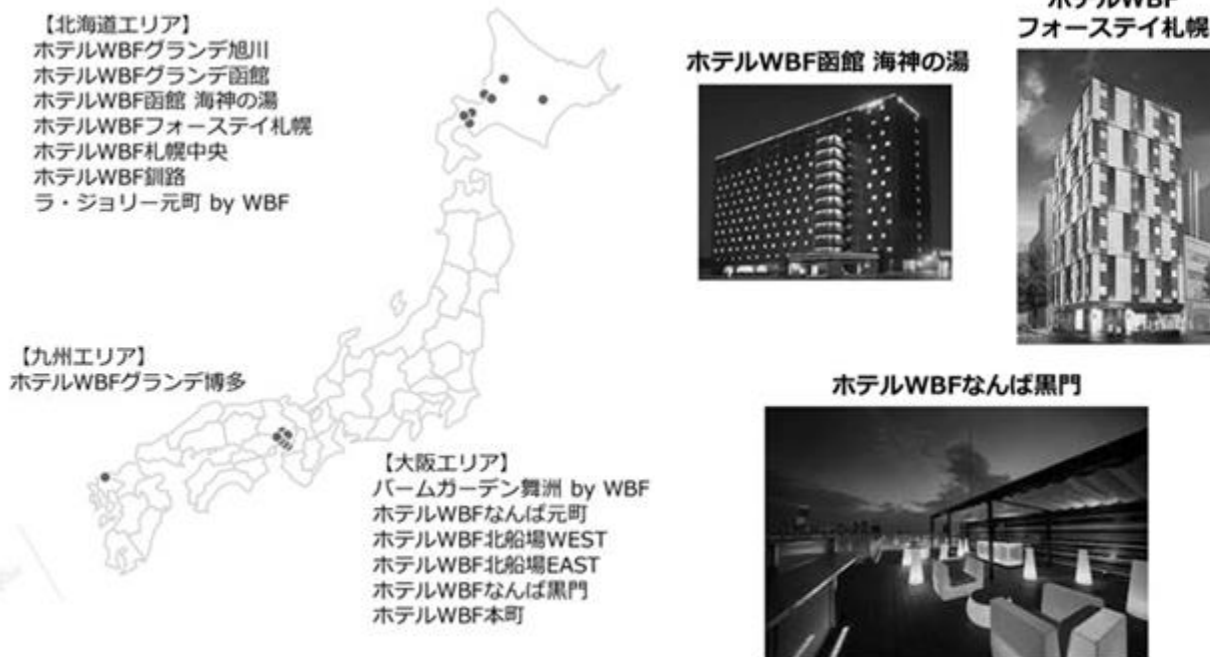 【北海道エリア】
ホテルWBFグランデ旭川
ホテルWBFグランデ函館
ホテルWBF函館 海神の湯
ホテルWBFフォーステイ札幌
ホテルWBF札幌中央
ホテルWBF釧路
ラ・ジョリー元町 by WBF
【九州エリア】
ホテルWBFグランデ博多
【大阪エリア】
バームガーデン舞洲 by WBF
ホテルWBFなんば元町
ホテルWBF北船場WEST
ホテルWBF北船場EAST
ホテルWBFなんば黒門
ホテルWBF本町
ホテルWBF函館 海神の湯
ホテルWBF
フォーステイ札幌
ホテルWBFなんば黒門